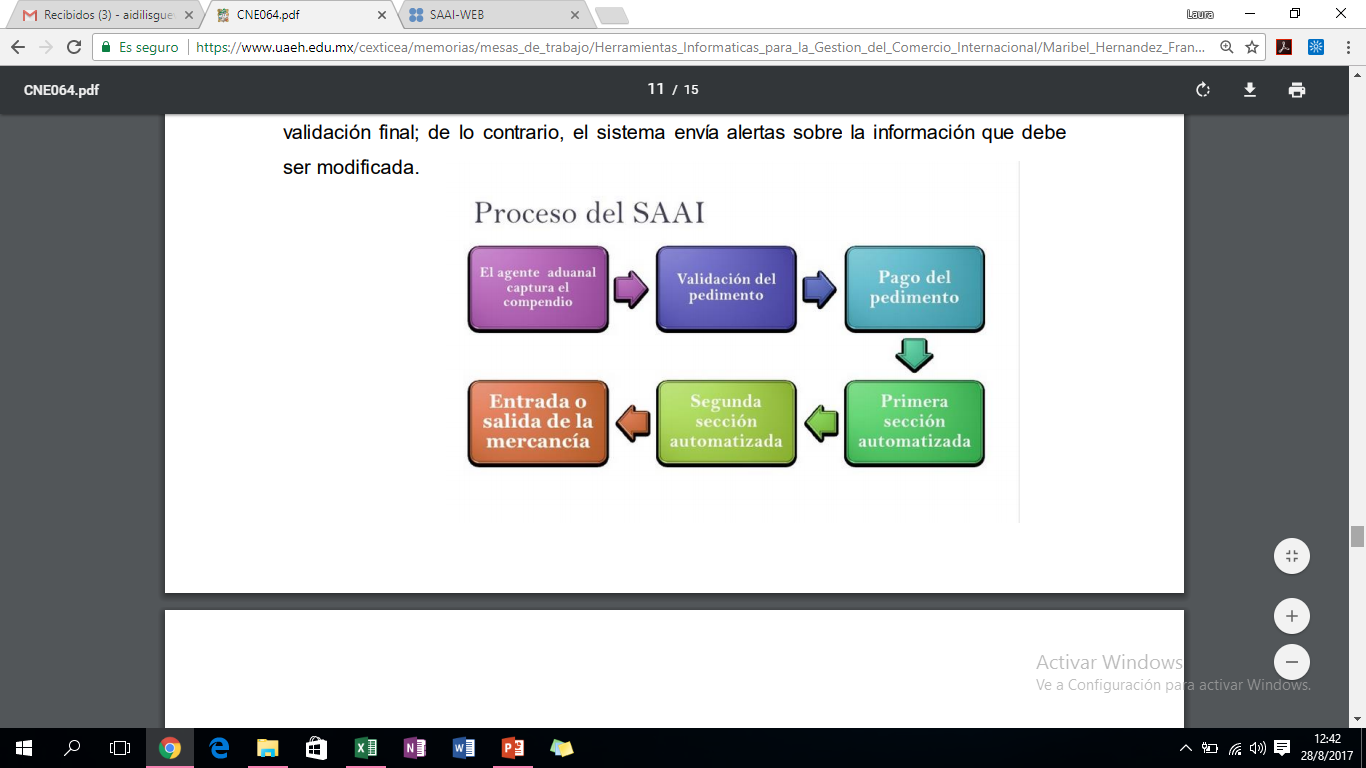 Recibidos (3) - aidilisgue
CNE064.pdf
SAAI-WEB
Laura
Es seguro
https://www.uaeh.edu.mx/cexticea/memorias/mesas_de_trabajo/Herramientas_Informaticas_para_la_Gestion_del_Comercio_Internacional/Maribel_Hernandez_Fran...
CNE064.pdf
11 / 15
validación final; de lo contrario, el sistema envía alertas sobre la información que debe
ser modificada.
Proceso del SAAI
El agente aduanal
captura el
compendio
Validación del
pedimento
Pago del
pedimento
Entrada o
salida de la
mercancía
Segunda
sección
automatizada
Primera
sección
automatizada
Activar Windows
Ve a Configuración para activar Windows.
12:42
28/8/2017